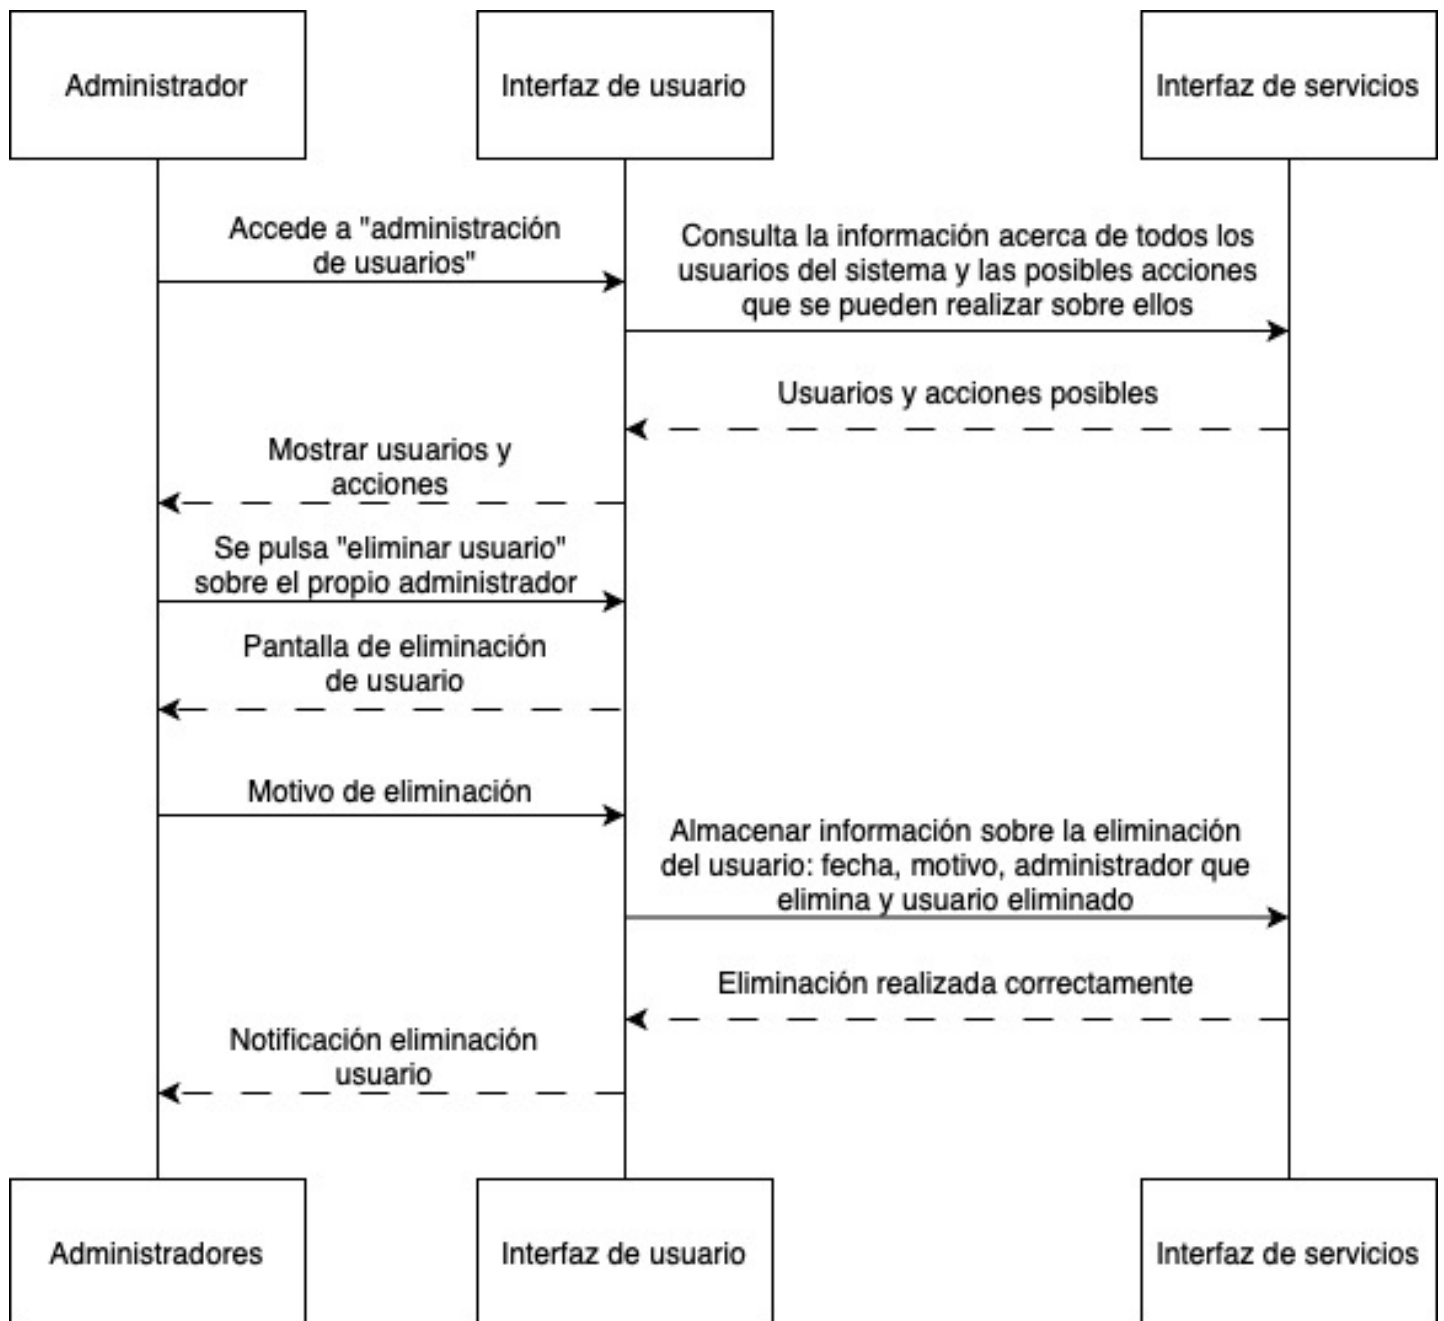 Administrador
Interfaz de usuario
Interfaz de servicios
Accede a "administración
de usuarios"
Consulta la información acerca de todos los
usuarios del sistema y las posibles acciones
que se pueden realizar sobre ellos
Usuarios y acciones posibles
Mostrar usuarios y
acciones
Se pulsa "eliminar usuario"
sobre el propio administrador
Pantalla de eliminación
de usuario
Motivo de eliminación
Almacenar información sobre la eliminación
del usuario: fecha, motivo, administrador que
elimina y usuario eliminado
Eliminación realizada correctamente
Notificación eliminación
usuario
Administradores
Interfaz de usuario
Interfaz de servicios